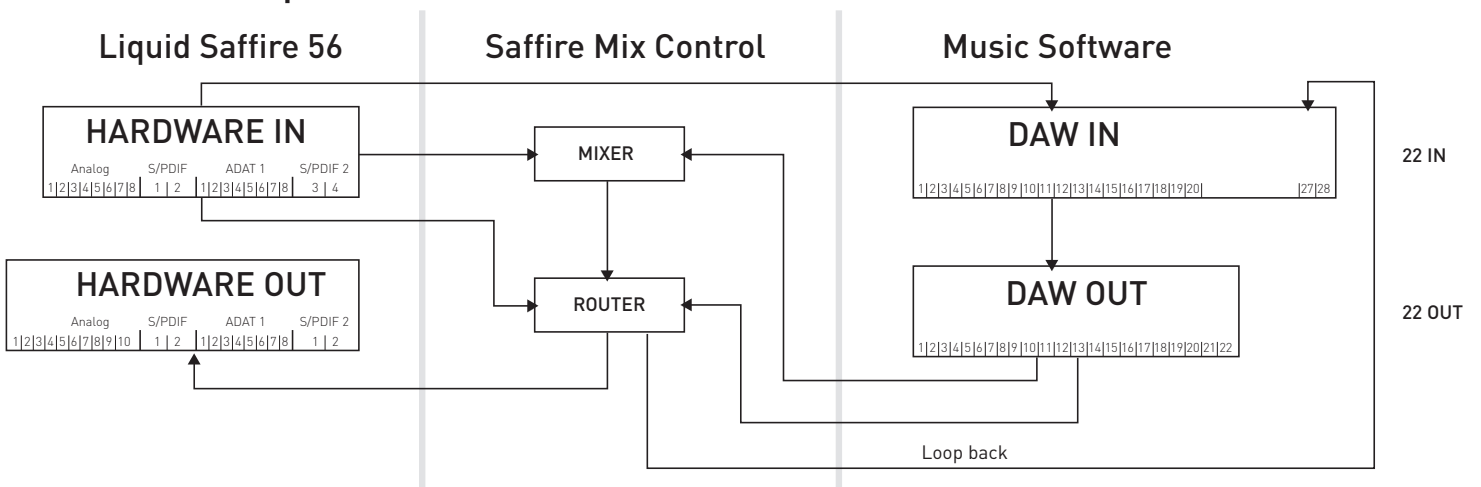 Liquid Saffire 56
Saffire Mix Control
Music Software
HARDWARE IN
Analog S/PDIF ADAT 1 S/PDIF 2
1|2|3|4|5|6|7|8| 1 | 2 |1|2|3|4|5|6|7|8| 3 | 4
MIXER
DAW IN
1|2|3|4|5|6|7|8|9|10|11|12|13|14|15|16|17|18|19|20| |27|28
22 IN
HARDWARE OUT
Analog S/PDIF ADAT 1 S/PDIF 2
1|2|3|4|5|6|7|8|9|10 | 1 | 2 |1|2|3|4|5|6|7|8| 1 | 2
ROUTER
DAW OUT
1|2|3|4|5|6|7|8|9|10|11|12|13|14|15|16|17|18|19|20|21|22
22 OUT
Loop back